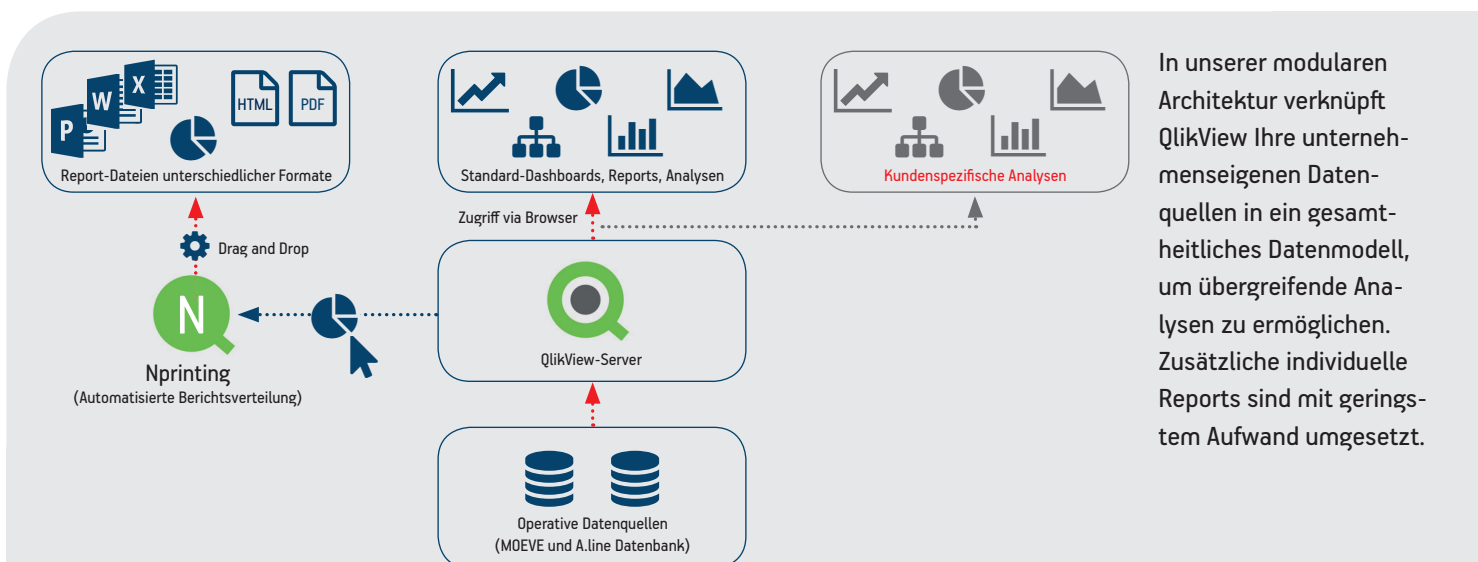 P
W
X
HTML
PDF
Report-Dateien unterschiedlicher Formate
Standard-Dashboards, Reports, Analysen
Kundenspezifische Analysen
Zugriff via Browser
Drag and Drop
N
Nprinting
(Automatisierte Berichtsverteilung)
QlikView-Server
Operative Datenquellen
(MOEVE und A.line Datenbank)
In unserer modularen
Architektur verknüpft
QlikView Ihre unterneh-
menseigenen Daten-
quellen in ein gesamt-
heitliches Datenmodell,
um übergreifende Ana-
lysen zu ermöglichen.
Zusätzliche individuelle
Reports sind mit gerings-
tem Aufwand umgesetzt.